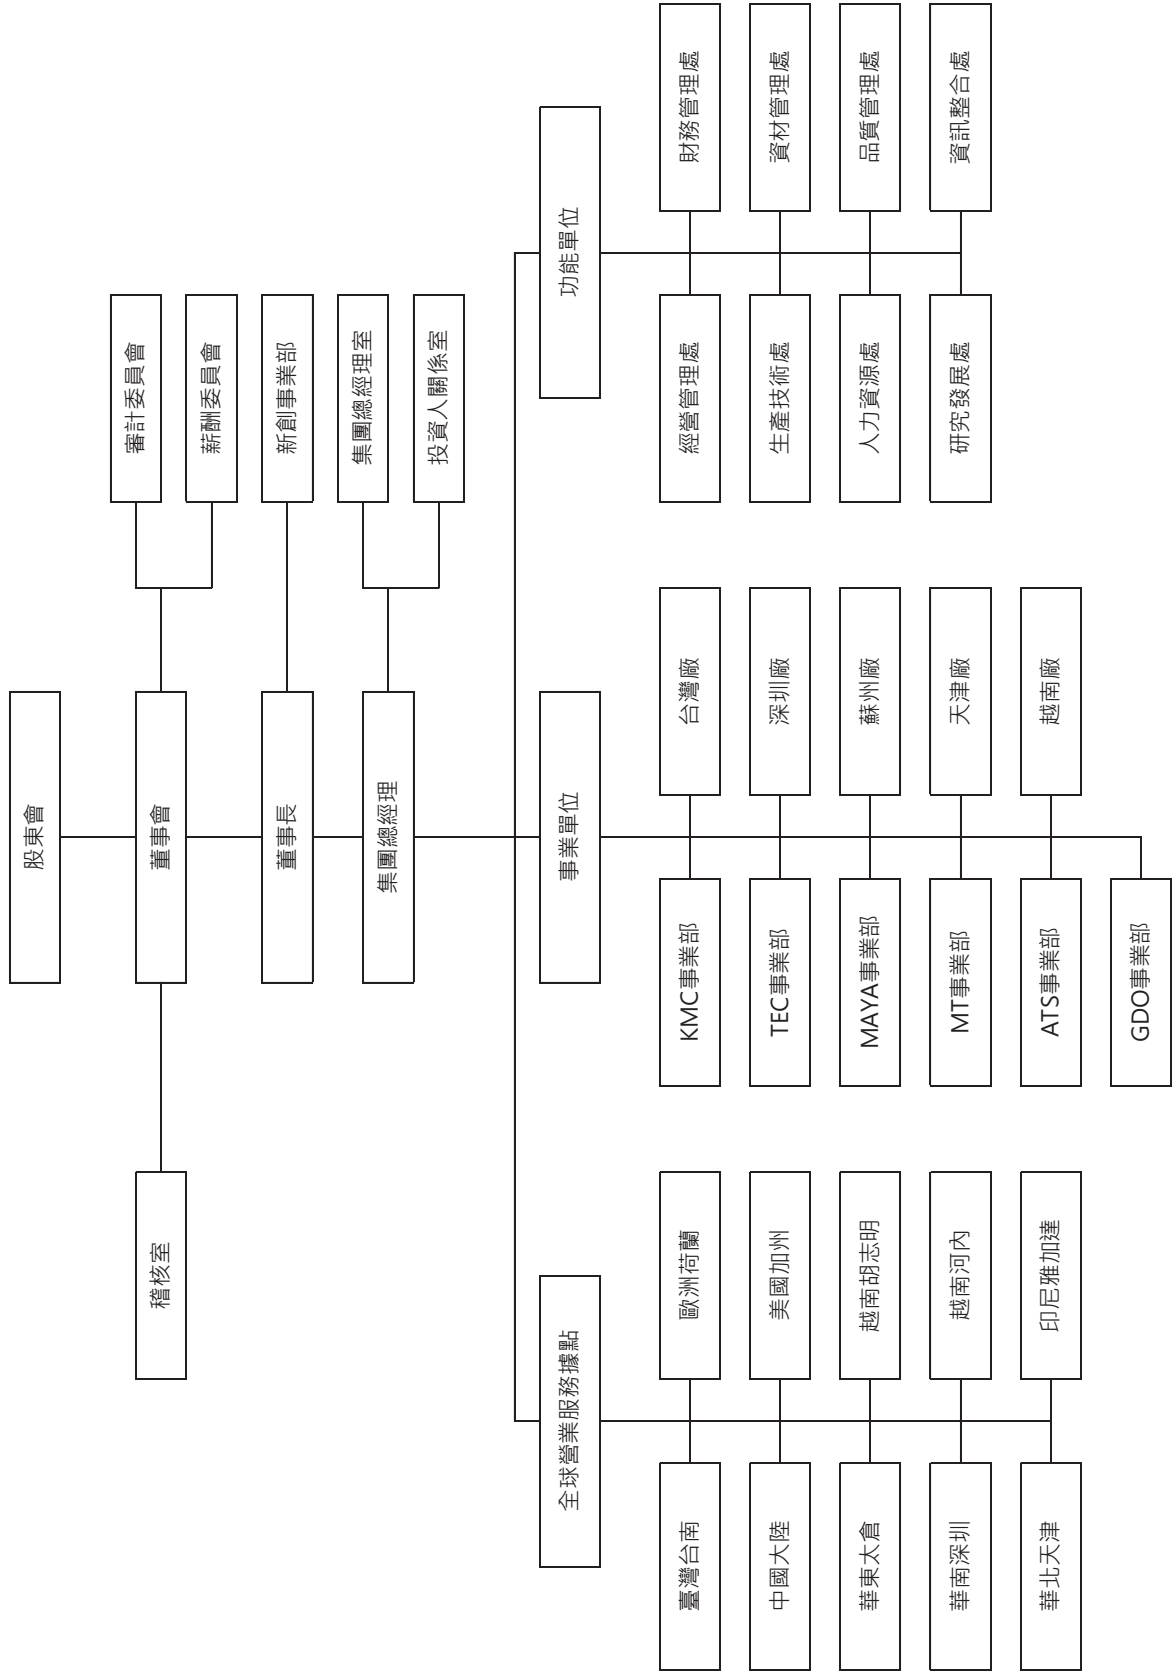 股東會
董事會
稽核室
審計委員會
薪酬委員會
董事長
新創事業部
集團總經理
集團總經理室
投資人關係室
全球營業服務據點
事業單位
功能單位
臺灣台南
歐洲荷蘭
KMC事業部
台灣廠
經營管理處
財務管理處
中國大陸
美國加州
TEC事業部
深圳廠
生產技術處
資材管理處
華東太倉
越南胡志明
MAYA事業部
蘇州廠
人力資源處
品質管理處
華南深圳
越南河內
MT事業部
天津廠
研究發展處
資訊整合處
華北天津
印尼雅加達
ATS事業部
越南廠
GDO事業部